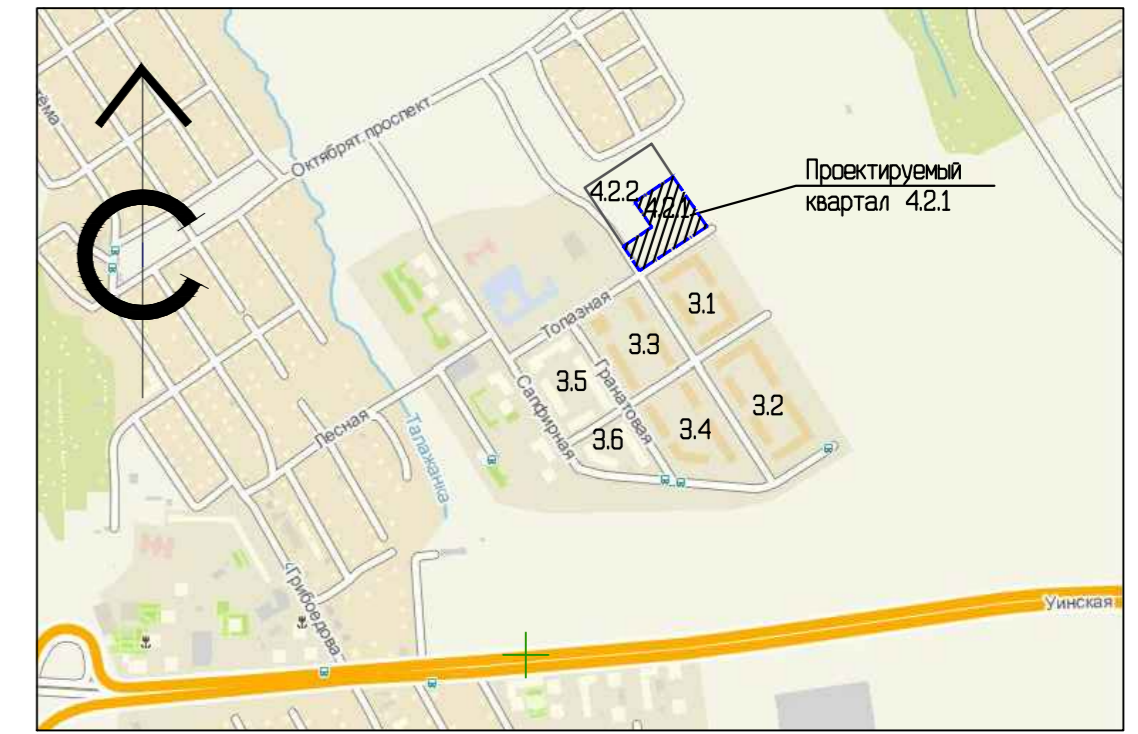 тёма
Октябрят проспект
С
4.2.2
4.2.1
Проектируемый
квартал 4.2.1
3.1
Топазная
3.3
3.5
Гранатовая
Сапфирная
3.2
3.4
3.6
Лесная
Талажанка
Грибоедова
Уинская